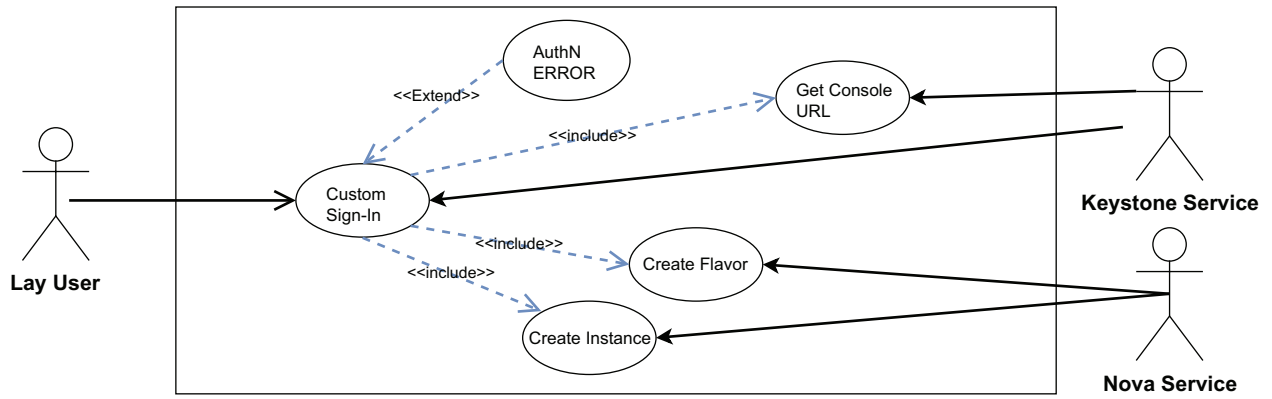 AuthN
ERROR
<<Extend>>
Get Console
URL
<<include>>
Custom
Sign-In
Keystone Service
<<include>>
Create Flavor
<<include>>
Lay User
Create Instance
Nova Service